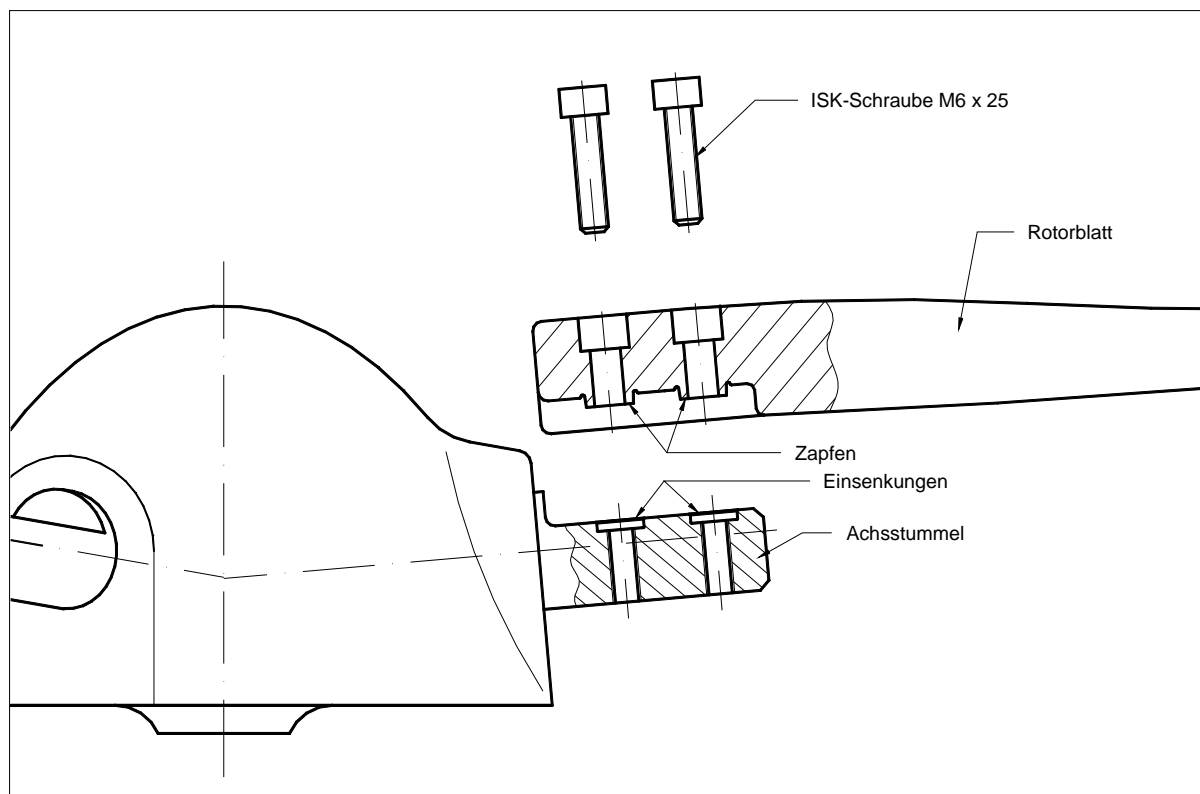 ISK-Schraube M6 x 25
Rotorblatt
Zapfen
Einsenkungen
Achsstummel